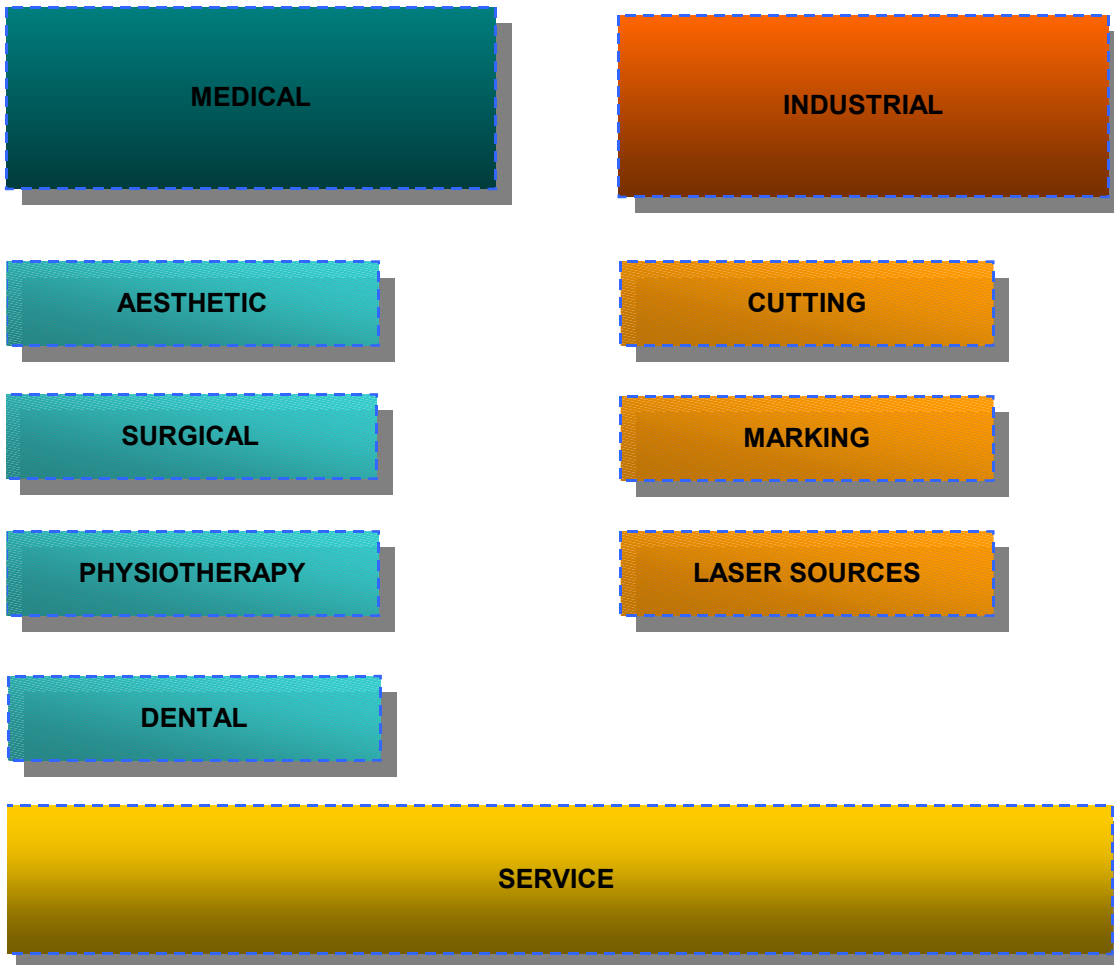 MEDICAL
INDUSTRIAL
AESTHETIC
CUTTING
SURGICAL
MARKING
PHYSIOTHERAPY
LASER SOURCES
DENTAL
SERVICE